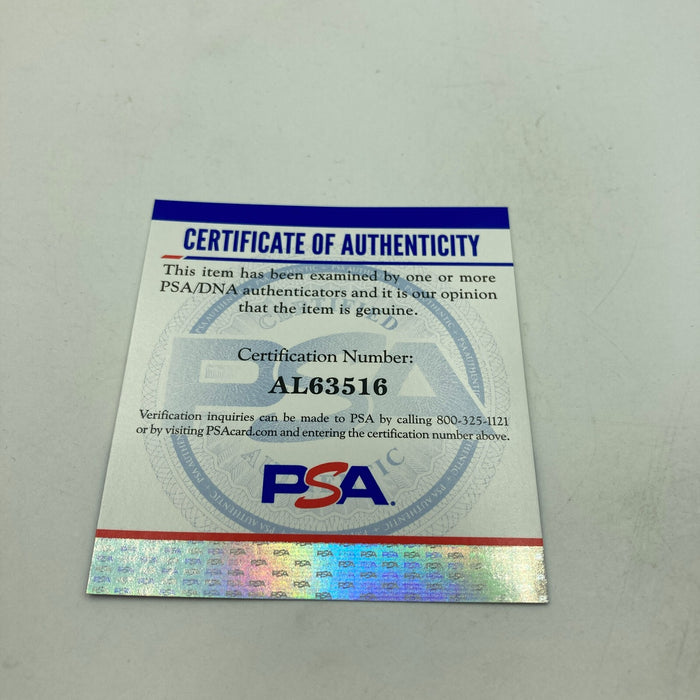 CERTIFICATE OF AUTHENTICITY
This item has been examined by one or more
PSA/DNA authenticators and it is our opinion
that the item is genuine.
CERTIFIED
PSA
Certification Number:
AL63516
Verification inquiries can be made to PSA by calling 800-325-1121
or by visiting PSAcard.com and entering the certification number above.
PSA.